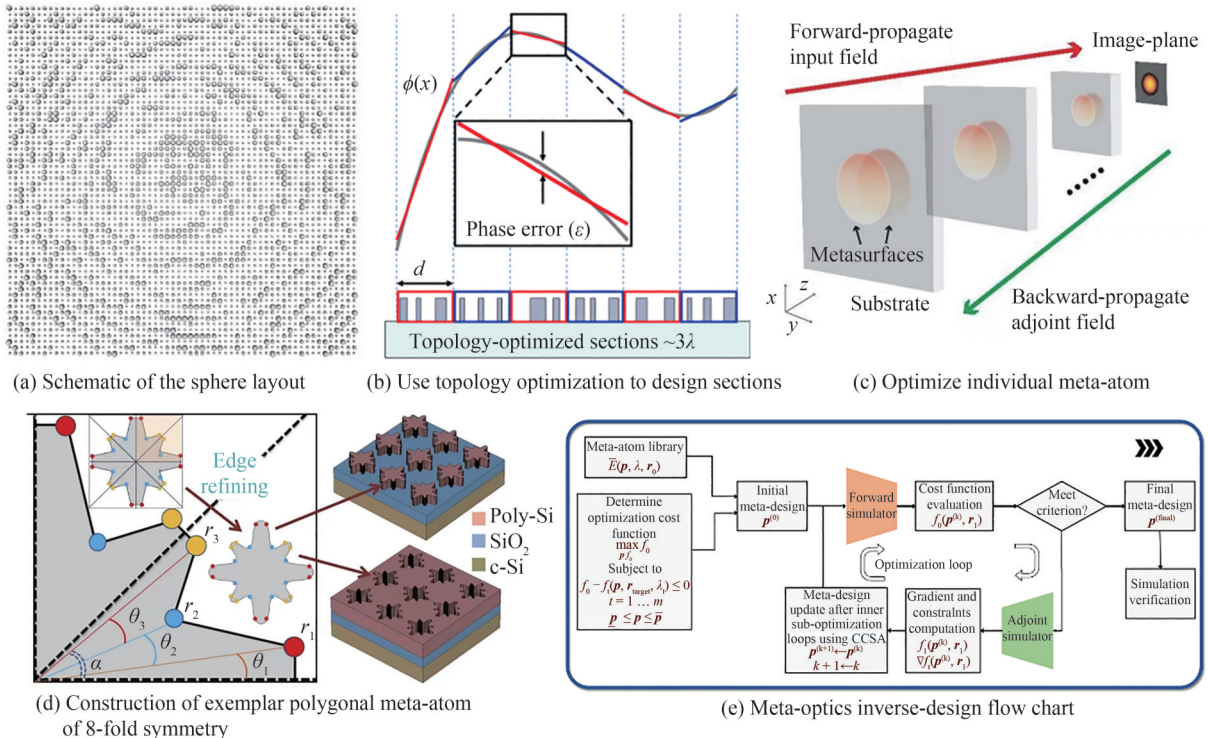 ϕ(x)
Phase error (ε)
d
Topology-optimized sections ~3λ
Forward-propagate
input field
Image-plane
Metasurfaces
Substrate
x
z
y
Backward-propagate
adjoint field
(a) Schematic of the sphere layout
(b) Use topology optimization to design sections
(c) Optimize individual meta-atom
Edge
refining
r₃
r₂
r₁
θ₃
θ₂
θ₁
α
Poly-Si
SiO₂
c-Si
(d) Construction of exemplar polygonal meta-atom
of 8-fold symmetry
Meta-atom library
Ē(p, λ, r₀)
Determine
optimization cost
function
max f₀
p f₀
Subject to
f₀−f₁(p, r_target, λ₁) ≤ 0
t = 1 … m
p ≤ p ≤ p̄
Initial
meta-design
p⁽⁰⁾
Forward
simulator
Cost function
evaluation
f₀(p⁽ᵏ⁾, r₁)
Meet
criterion?
Final
meta-design
p⁽ᶠⁱⁿᵃˡ⁾
Optimization loop
Meta-design
update after inner
sub-optimization
loops using CCSA
p⁽ᵏ⁺¹⁾←p⁽ᵏ⁾
k + 1←k
Gradient and
constralnts
computation
f₁(p⁽ᵏ⁾, r₁)
∇f₁(p⁽ᵏ⁾, r₁)
Adjoint
simulator
Simulation
verification
(e) Meta-optics inverse-design flow chart